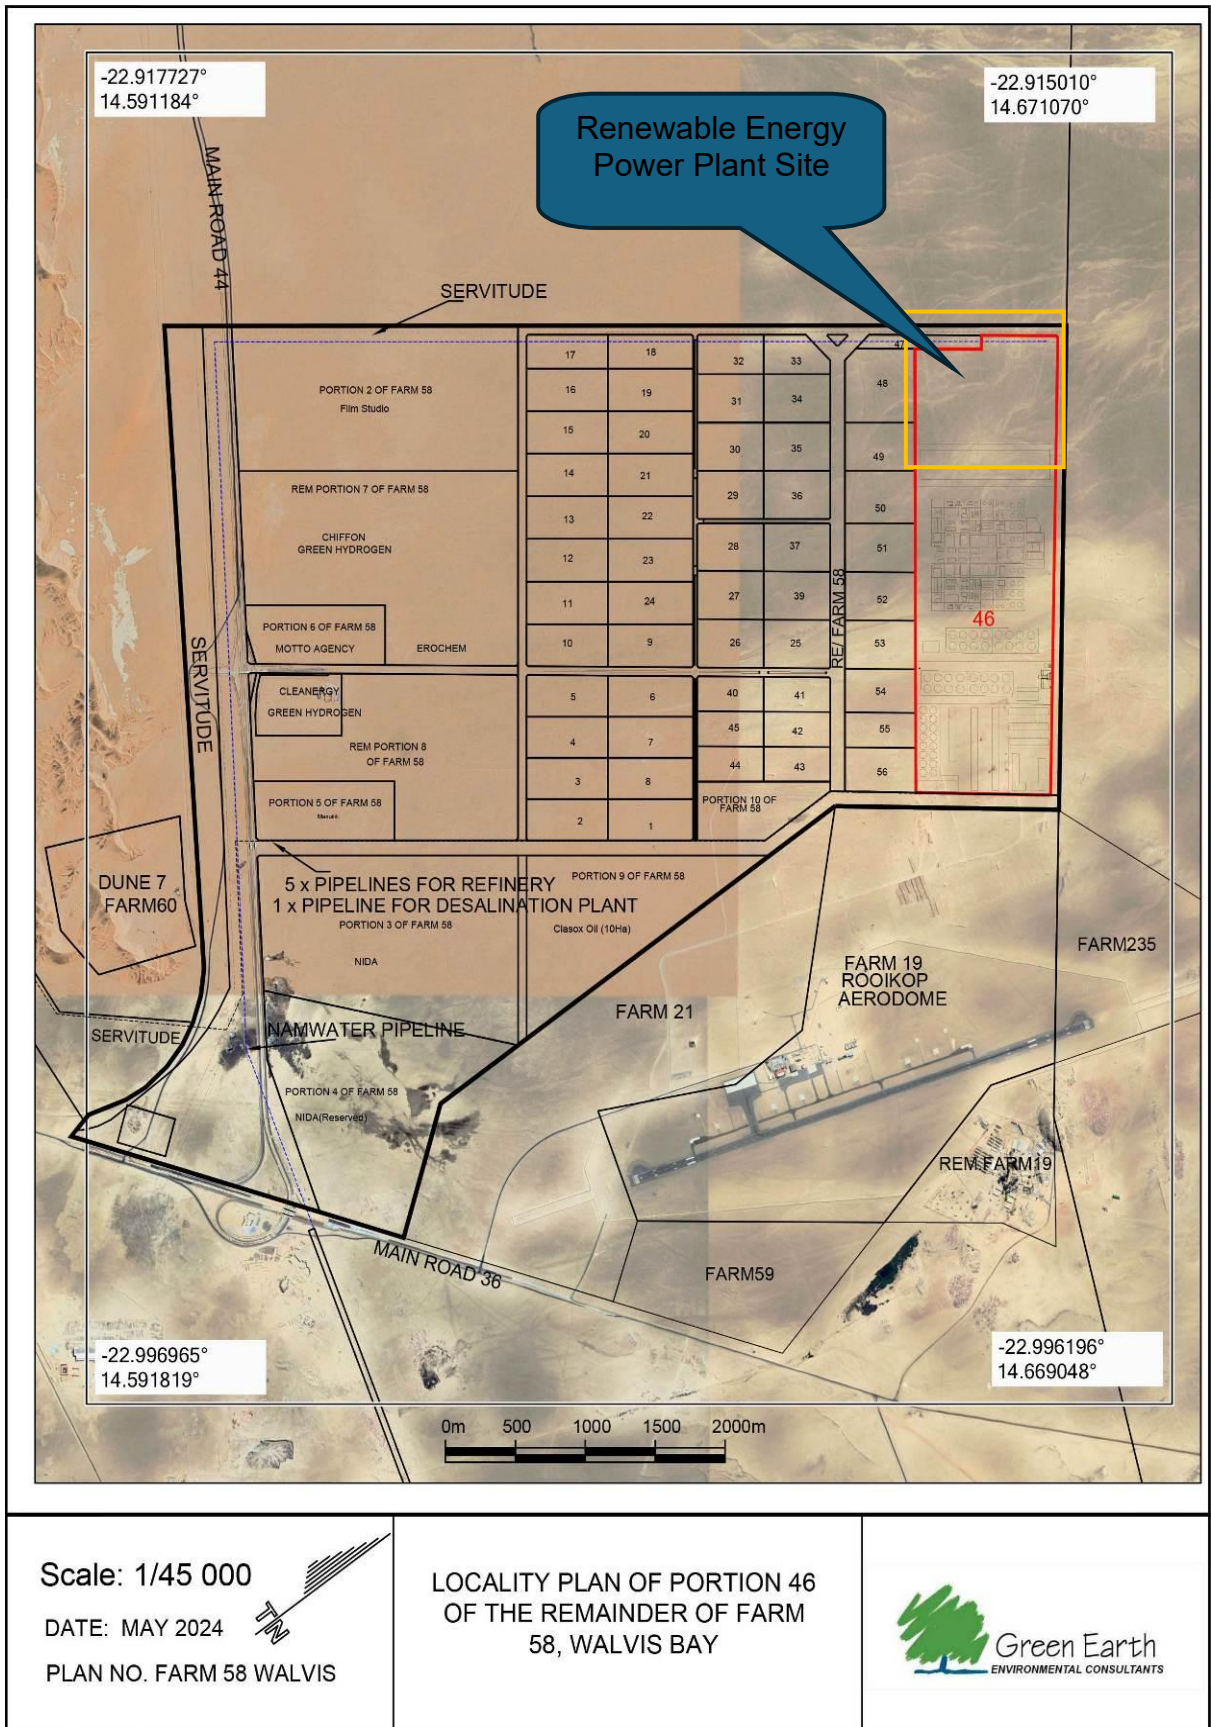 -22.917727°
14.591184°
-22.915010°
14.671070°
Renewable Energy
Power Plant Site
MAIN ROAD 44
SERVITUDE
PORTION 2 OF FARM 58
Film Studio
REM PORTION 7 OF FARM 58
CHIFFON
GREEN HYDROGEN
PORTION 6 OF FARM 58
MOTTO AGENCY
EROCHEM
SERVITUDE
CLEANERGY
GREEN HYDROGEN
REM PORTION 8
OF FARM 58
PORTION 5 OF FARM 58
17
18
16
19
15
20
14
21
13
22
12
23
11
24
10
9
5
6
4
7
3
8
2
1
32
33
31
34
30
35
29
36
28
37
27
39
26
25
40
41
45
42
44
43
PORTION 10 OF
FARM 58
RE/ FARM 58
47
48
49
50
51
52
53
54
55
56
46
DUNE 7
FARM60
5 x PIPELINES FOR REFINERY
1 x PIPELINE FOR DESALINATION PLANT
PORTION 3 OF FARM 58
NIDA
PORTION 9 OF FARM 58
Clasox Oil (10Ha)
FARM235
FARM 19
ROOIKOP
AERODOME
FARM 21
SERVITUDE
NAMWATER PIPELINE
PORTION 4 OF FARM 58
NIDA(Reserved)
REM.FARM19
MAIN ROAD 36
FARM59
-22.996965°
14.591819°
-22.996196°
14.669048°
0m 500 1000 1500 2000m
Scale: 1/45 000
DATE: MAY 2024
PLAN NO. FARM 58 WALVIS
TN
LOCALITY PLAN OF PORTION 46
OF THE REMAINDER OF FARM
58, WALVIS BAY
Green Earth
ENVIRONMENTAL CONSULTANTS